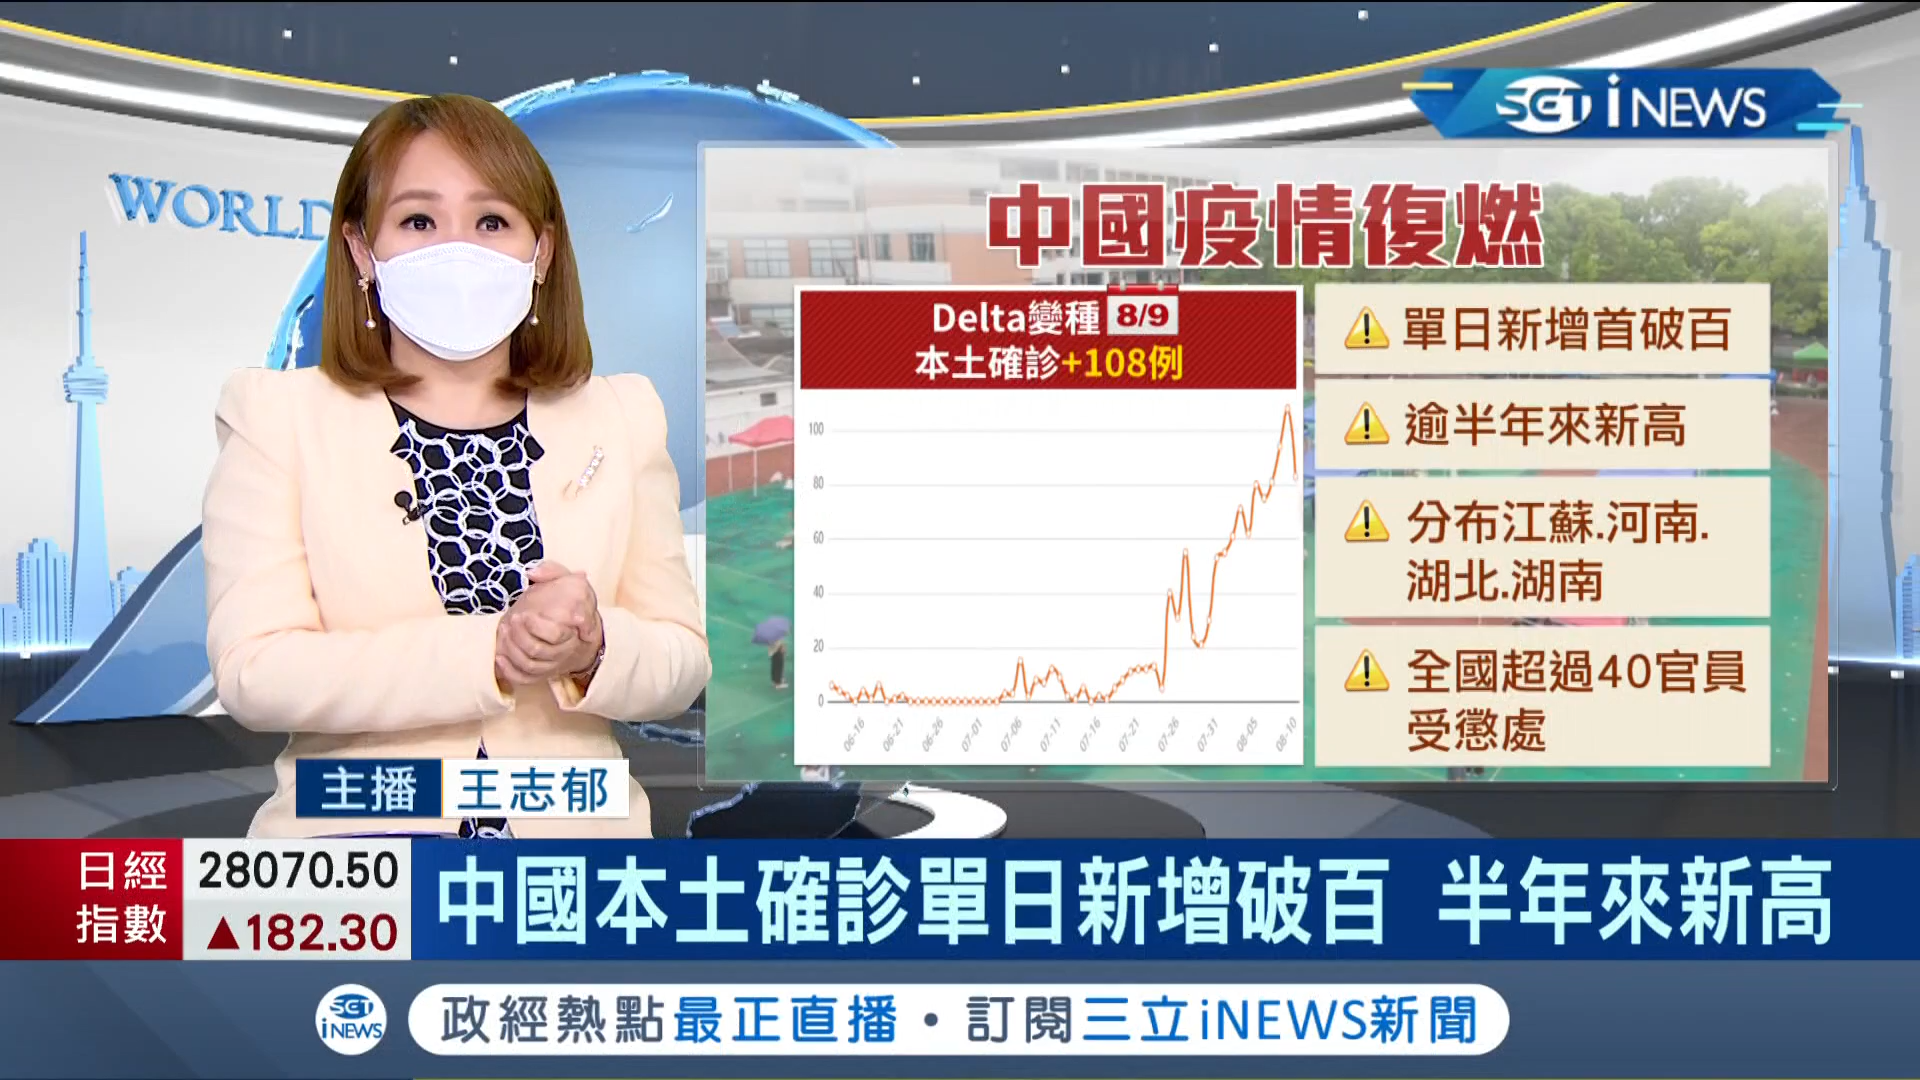 SET iNEWS
WORLD
中國疫情復燃
Delta變種 8/9
本土確診+108例
100
80
60
40
20
0
06-16
06-21
06-26
07-01
07-06
07-11
07-16
07-21
07-26
07-31
08-05
08-10
單日新增首破百
逾半年來新高
分布江蘇.河南.
湖北.湖南
全國超過40官員
受懲處
主播 王志郁
日經
指數
28070.50
▲182.30
中國本土確診單日新增破百 半年來新高
SET
iNEWS
政經熱點最正直播・訂閱三立iNEWS新聞